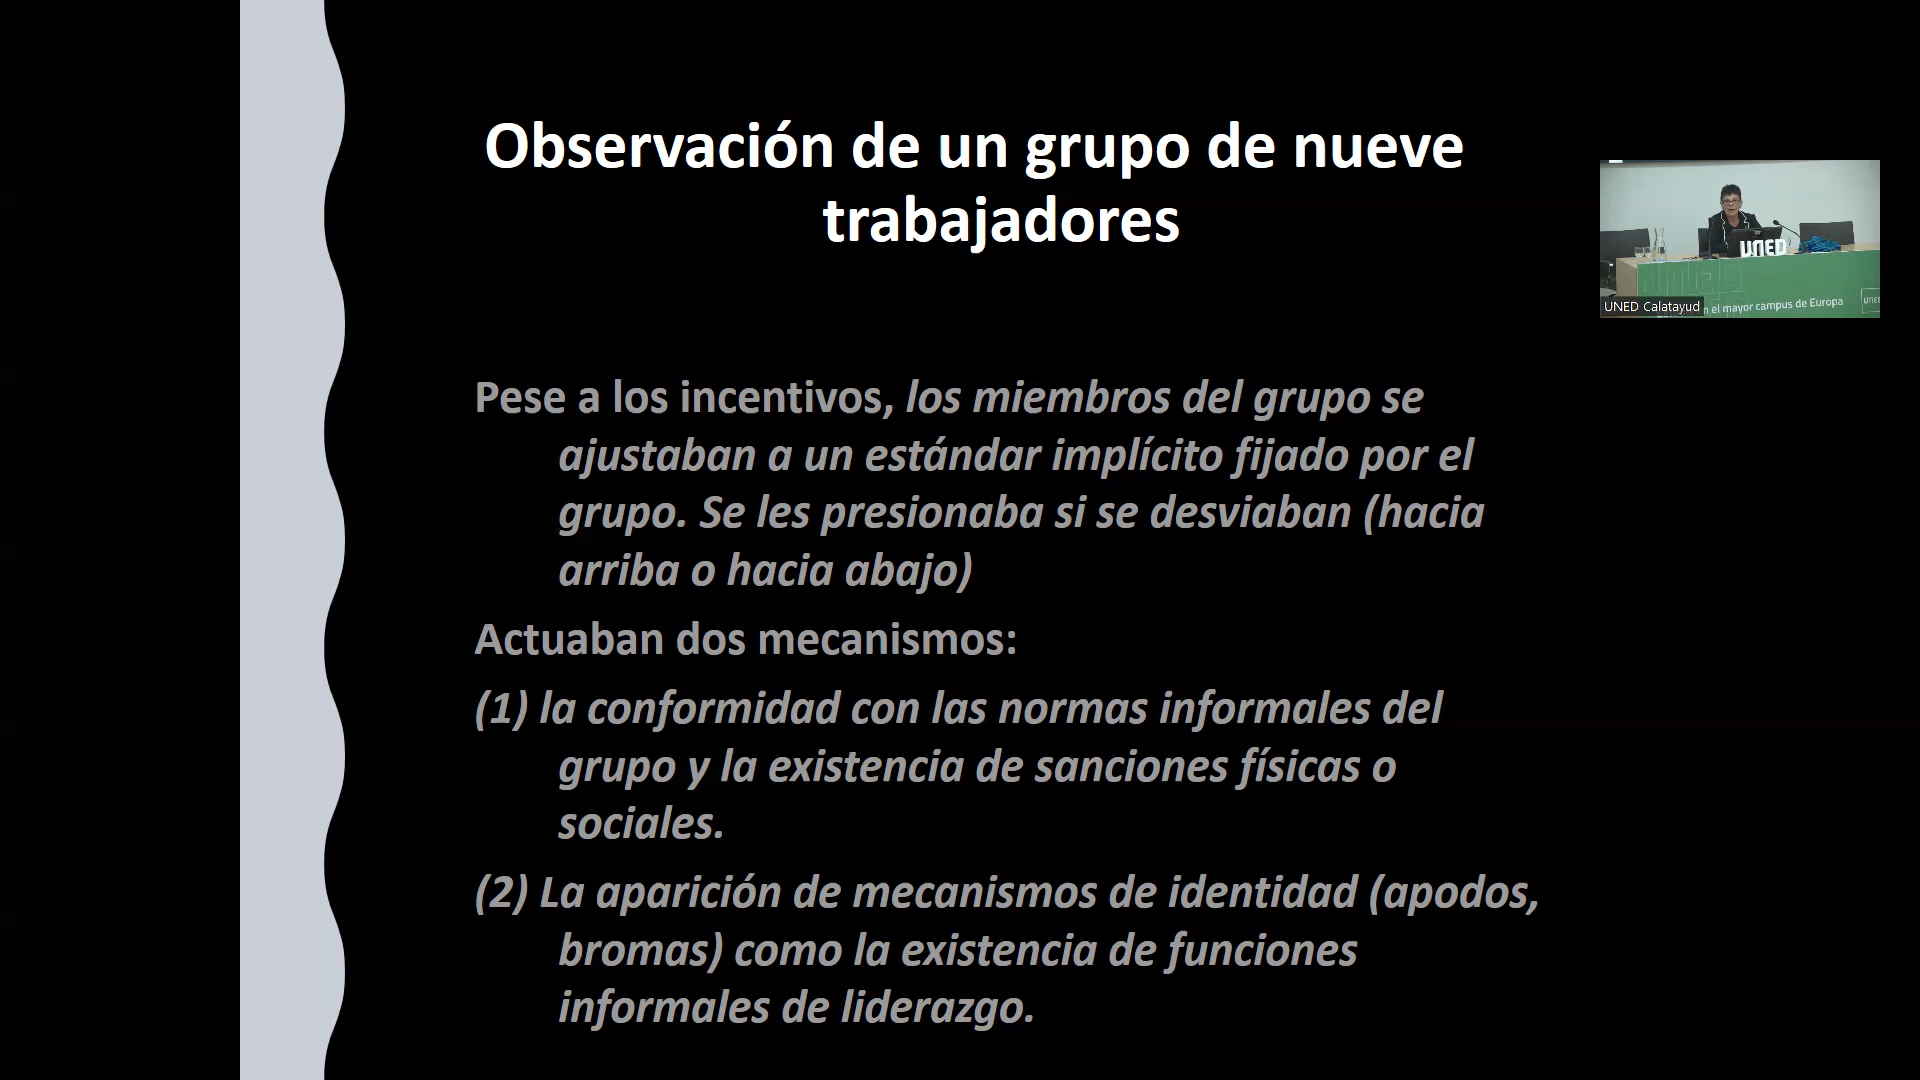 Observación de un grupo de nueve
trabajadores
Pese a los incentivos, los miembros del grupo se
ajustaban a un estándar implícito fijado por el
grupo. Se les presionaba si se desviaban (hacia
arriba o hacia abajo)
Actuaban dos mecanismos:
(1) la conformidad con las normas informales del
grupo y la existencia de sanciones físicas o
sociales.
(2) La aparición de mecanismos de identidad (apodos,
bromas) como la existencia de funciones
informales de liderazgo.
UNED
UNED Calatayud
el mayor campus de Europa